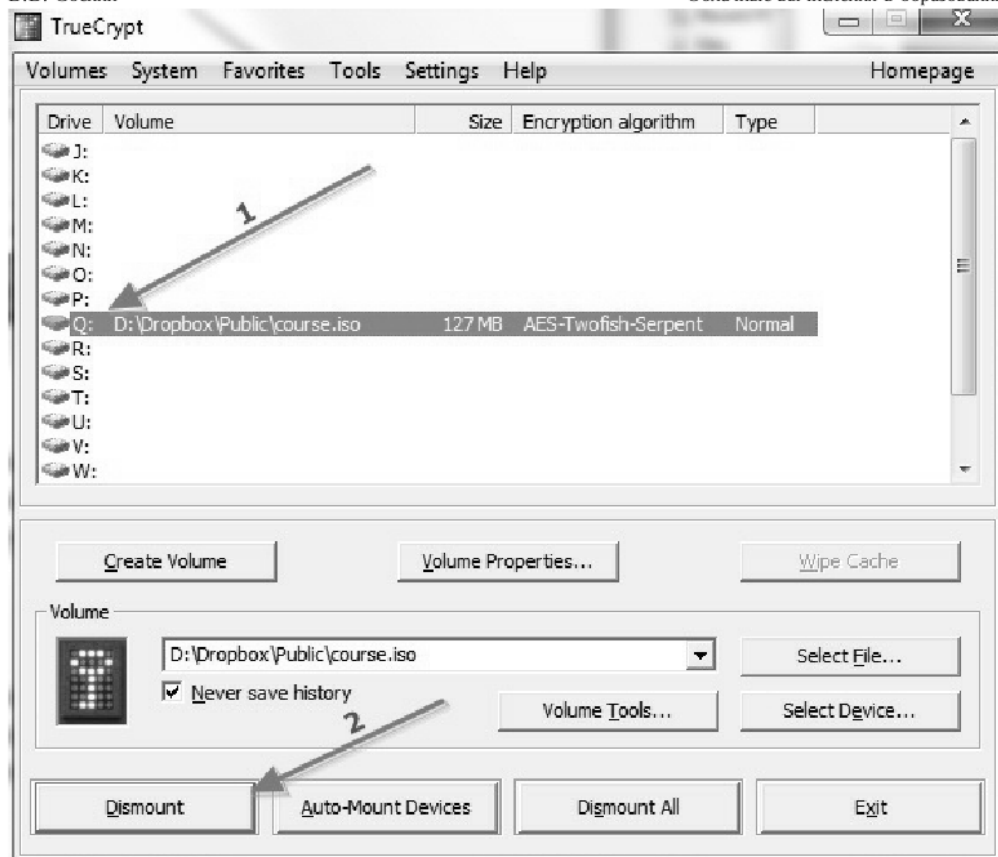 TrueCrypt
Volumes System Favorites Tools Settings Help Homepage
Drive Volume Size Encryption algorithm Type
J:
K:
L:
M:
N:
O:
P:
Q: D:\Dropbox\Public\course.iso 127 MB AES-Twofish-Serpent Normal
R:
S:
T:
U:
V:
W:
1
Create Volume Volume Properties... Wipe Cache
Volume
D:\Dropbox\Public\course.iso Select File...
Never save history
2
Volume Tools... Select Device...
Dismount Auto-Mount Devices Dismount All Exit